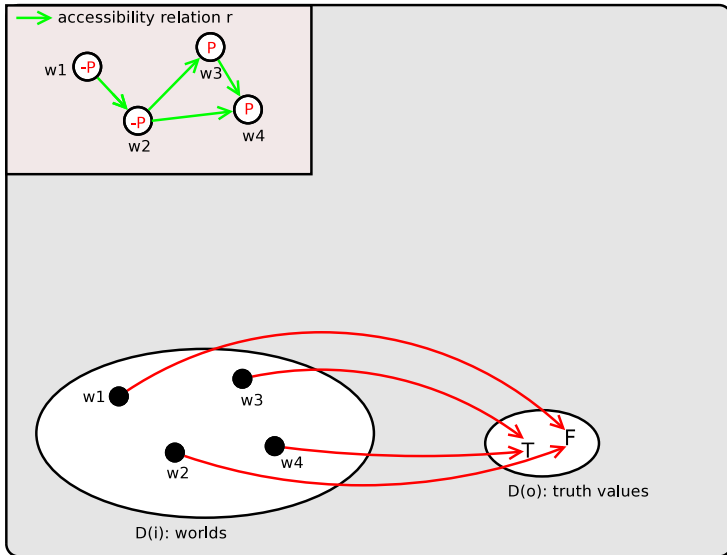 accessibility relation r
w1
-P
P
w3
-P
w2
P
w4
w1
w3
w2
w4
T
F
D(i): worlds
D(o): truth values